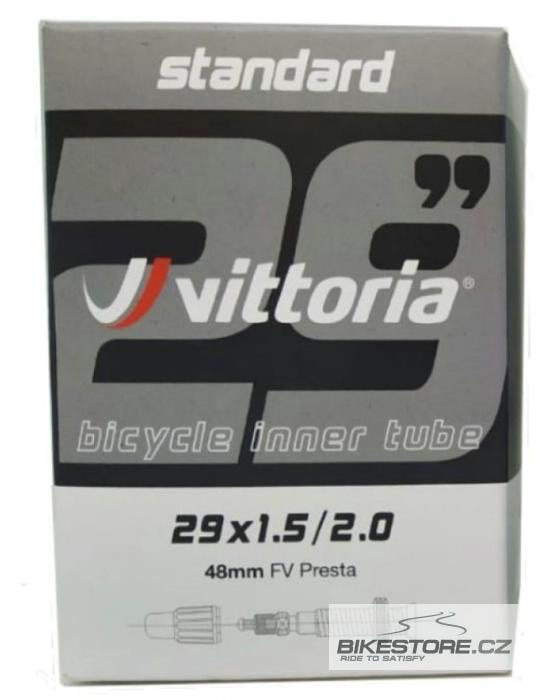 standard
29”
vittoria®
bicycle inner tube
29x1.5/2.0
48mm FV Presta
BIKESTORE.CZ
RIDE TO SATISFY